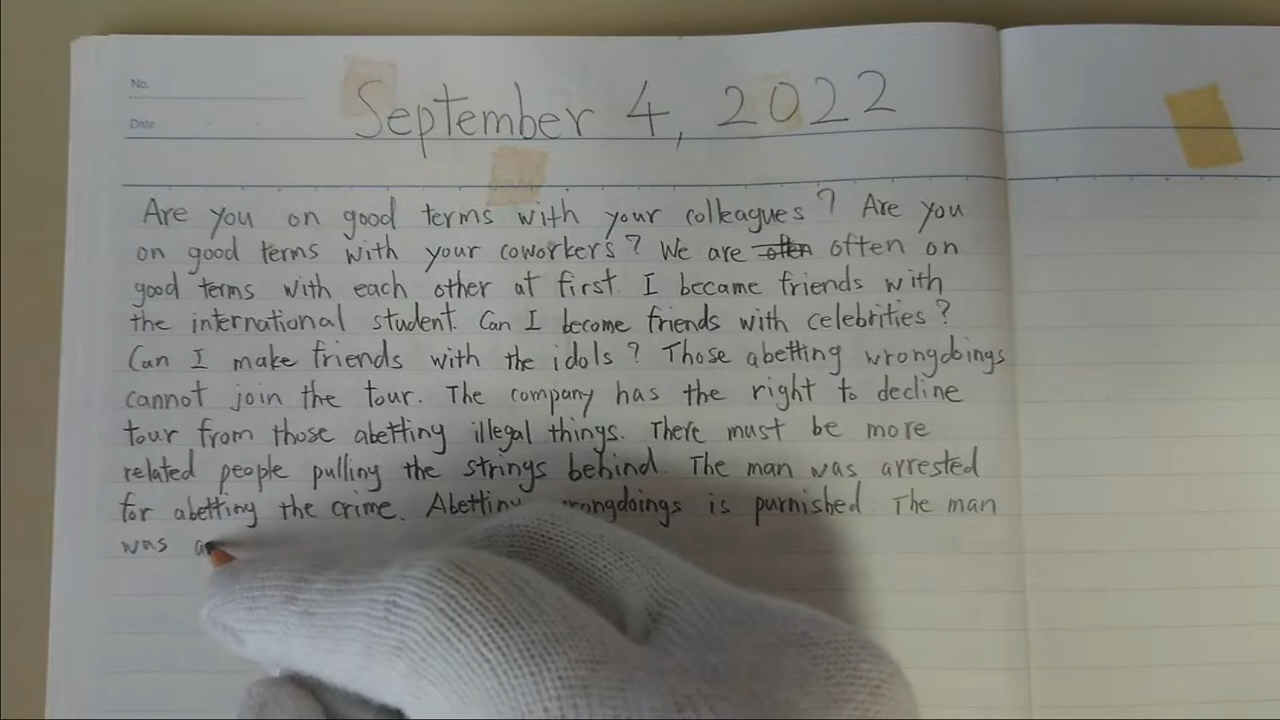 No.
Date
September 4, 2022
Are you on good terms with your colleagues? Are you
on good terms with your coworkers? We are often often on
good terms with each other at first. I became friends with
the international student. Can I become friends with celebrities?
Can I make friends with the idols? Those abetting wrongdoings
cannot join the tour. The company has the right to decline
tour from those abetting illegal things. There must be more
related people pulling the strings behind. The man was arrested
for abetting the crime. Abetting wrongdoings is purnished. The man
was a